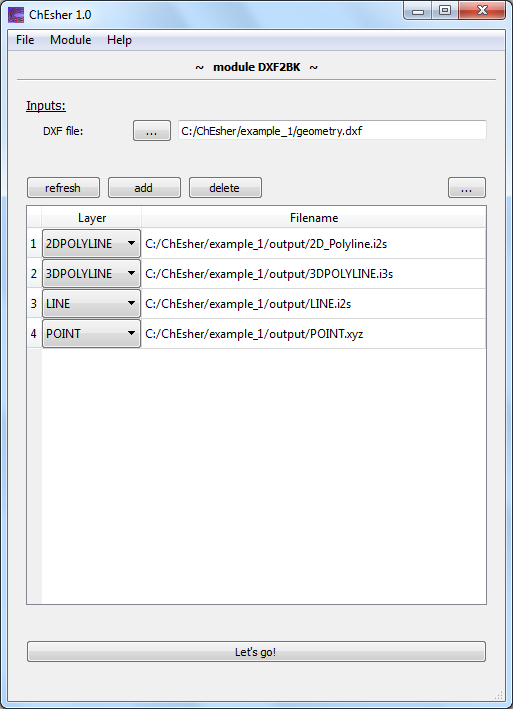 ChEsher 1.0
File Module Help
~ module DXF2BK ~
Inputs:
DXF file: ... C:/ChEsher/example_1/geometry.dxf
refresh add delete ...
Layer Filename
1 2DPOLYLINE C:/ChEsher/example_1/output/2D_Polyline.i2s
2 3DPOLYLINE C:/ChEsher/example_1/output/3DPOLYLINE.i3s
3 LINE C:/ChEsher/example_1/output/LINE.i2s
4 POINT C:/ChEsher/example_1/output/POINT.xyz
Let's go!